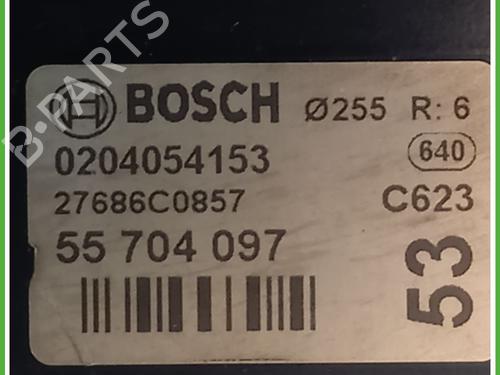 BOSCH Ø255 R: 6
0204054153 640
27686C0857 C623
55 704 097
53
B-PARTS